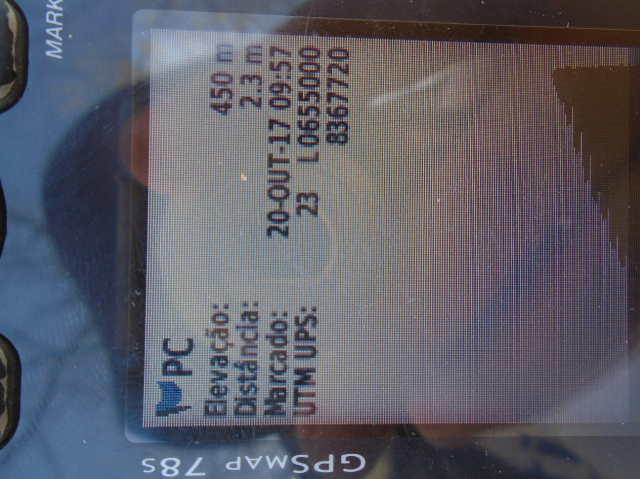 MARK
PC
Elevação: 450 m
Distância: 2.3 m
Marcado: 20-OUT-17 09:57
UTM UPS: 23 L 0655000
8367720
GPSMAP 78S